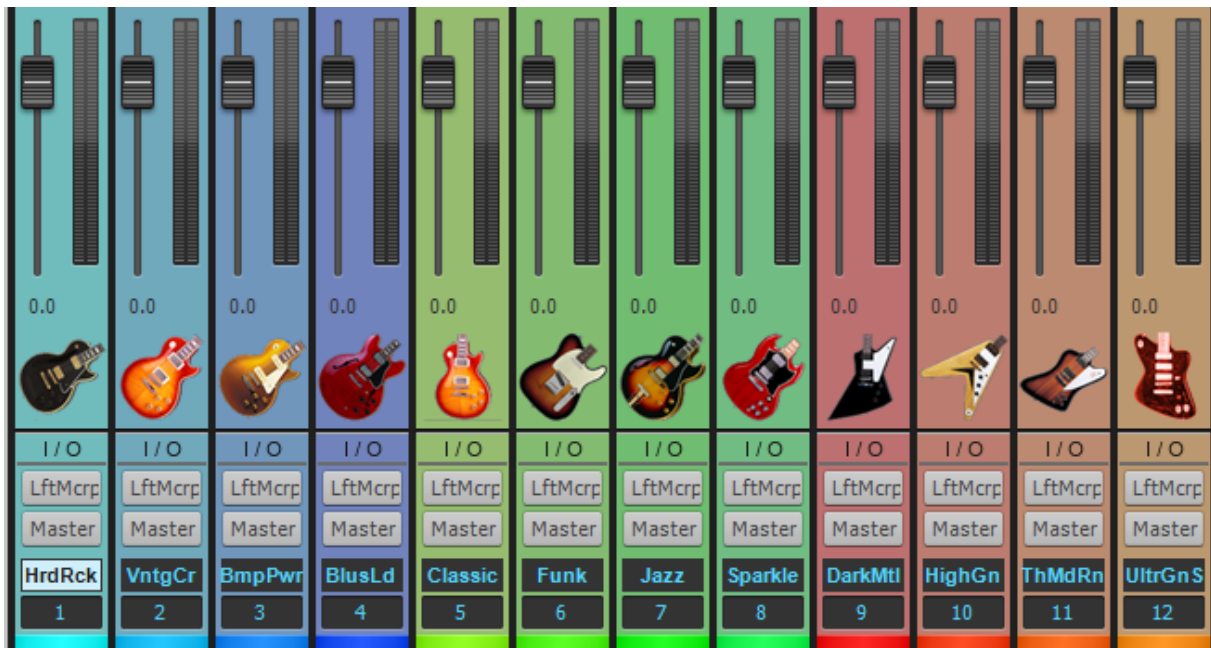 0.0 0.0 0.0 0.0 0.0 0.0 0.0 0.0 0.0 0.0 0.0 0.0
I / O I / O I / O I / O I / O I / O I / O I / O I / O I / O I / O I / O
LftMcrp LftMcrp LftMcrp LftMcrp LftMcrp LftMcrp LftMcrp LftMcrp LftMcrp LftMcrp LftMcrp LftMcrp
Master Master Master Master Master Master Master Master Master Master Master Master
HrdRck VntgCr BmpPwr BlusLd Classic Funk Jazz Sparkle DarkMtl HighGn ThMdRn UltrGnS
1 2 3 4 5 6 7 8 9 10 11 12